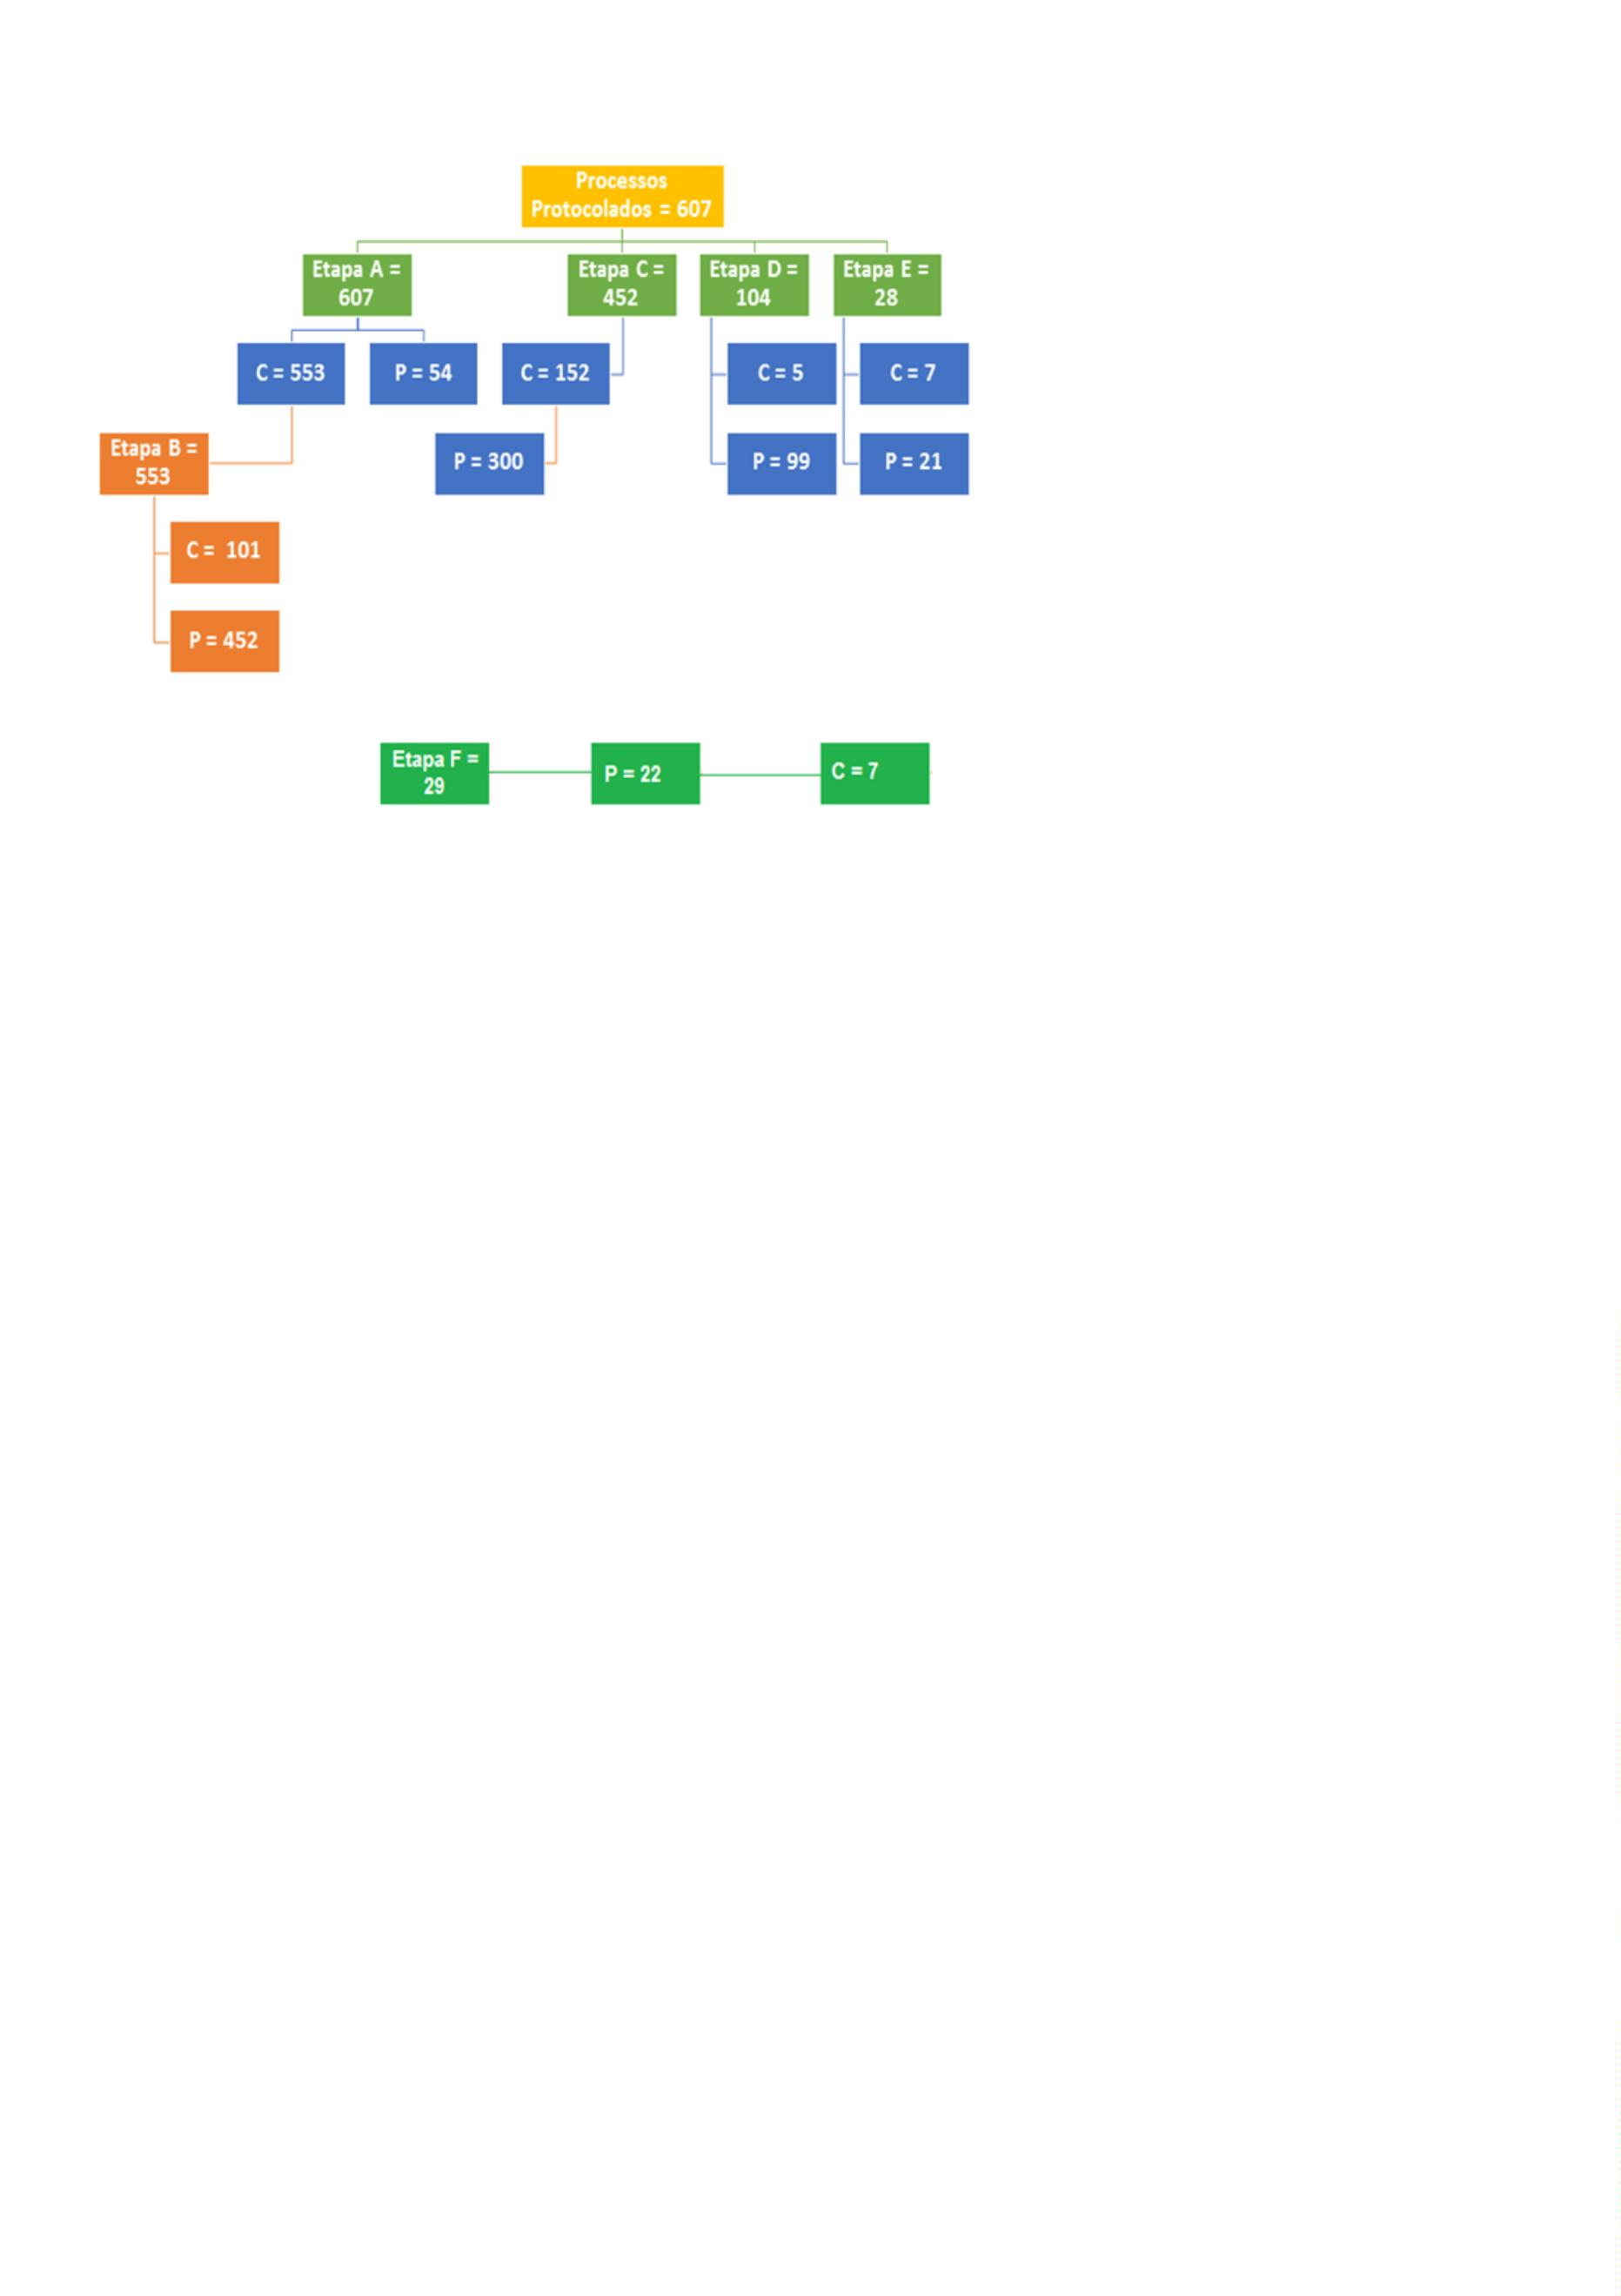 Processos
Protocolados = 607
Etapa A =
607
Etapa C =
452
Etapa D =
104
Etapa E =
28
C = 553
P = 54
C = 152
C = 5
C = 7
Etapa B =
553
P = 300
P = 99
P = 21
C =  101
P = 452
Etapa F =
29
P = 22
C = 7